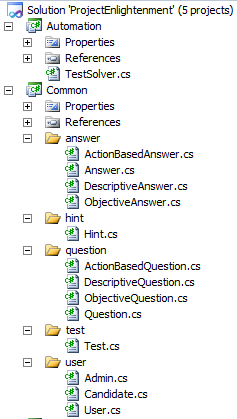 Solution 'ProjectEnlightenment' (5 projects)
Automation
Properties
References
TestSolver.cs
Common
Properties
References
answer
ActionBasedAnswer.cs
Answer.cs
DescriptiveAnswer.cs
ObjectiveAnswer.cs
hint
Hint.cs
question
ActionBasedQuestion.cs
DescriptiveQuestion.cs
ObjectiveQuestion.cs
Question.cs
test
Test.cs
user
Admin.cs
Candidate.cs
User.cs